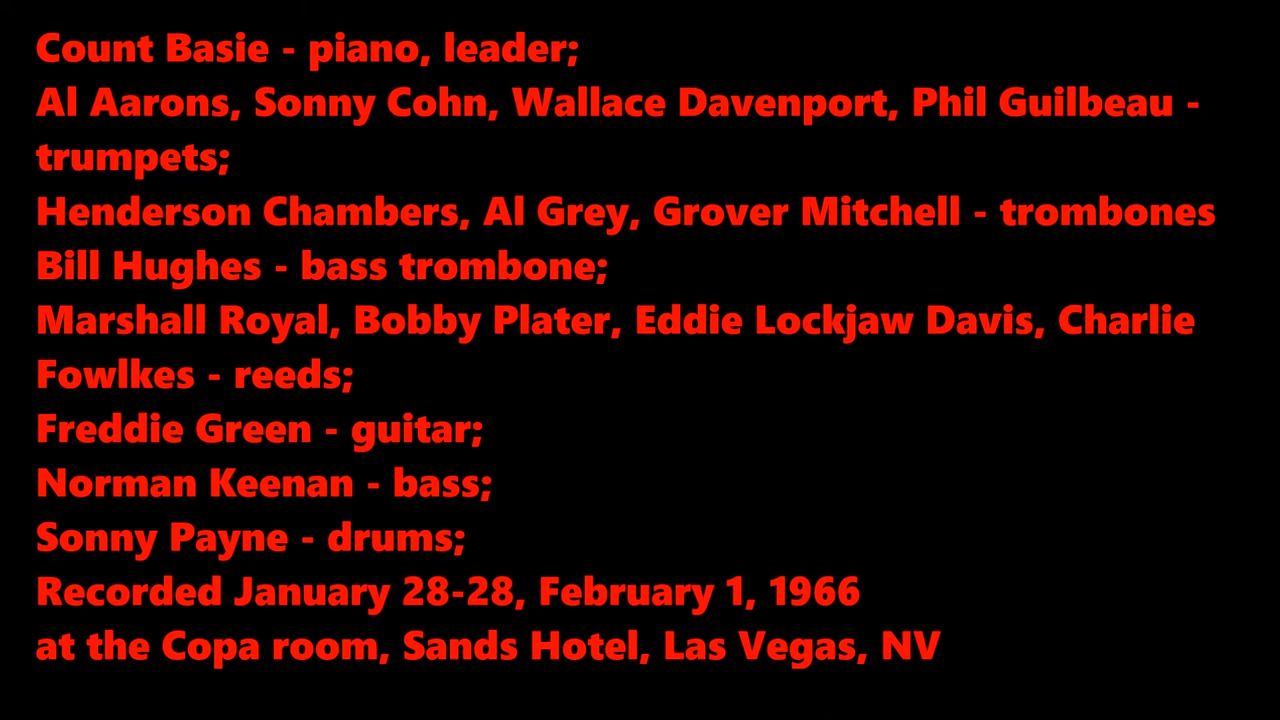 Count Basie - piano, leader;
Al Aarons, Sonny Cohn, Wallace Davenport, Phil Guilbeau -
trumpets;
Henderson Chambers, Al Grey, Grover Mitchell - trombones
Bill Hughes - bass trombone;
Marshall Royal, Bobby Plater, Eddie Lockjaw Davis, Charlie
Fowlkes - reeds;
Freddie Green - guitar;
Norman Keenan - bass;
Sonny Payne - drums;
Recorded January 28-28, February 1, 1966
at the Copa room, Sands Hotel, Las Vegas, NV